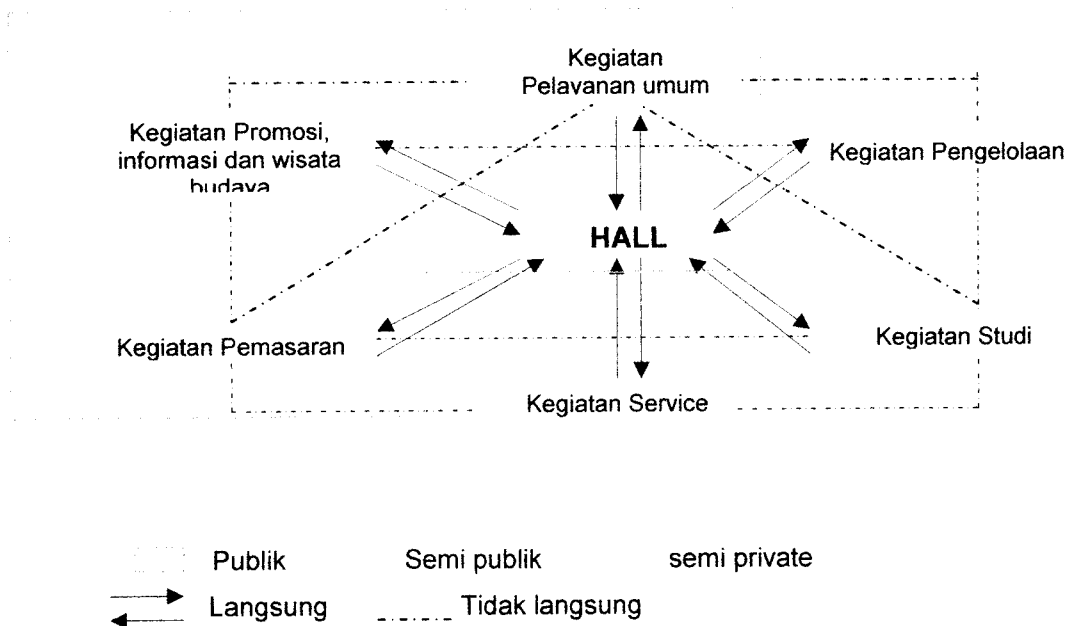 Kegiatan
Pelayanan umum
Kegiatan Promosi,
informasi dan wisata
budaya
Kegiatan Pengelolaan
HALL
Kegiatan Pemasaran
Kegiatan Studi
Kegiatan Service
Publik
Semi publik
semi private
Langsung
Tidak langsung